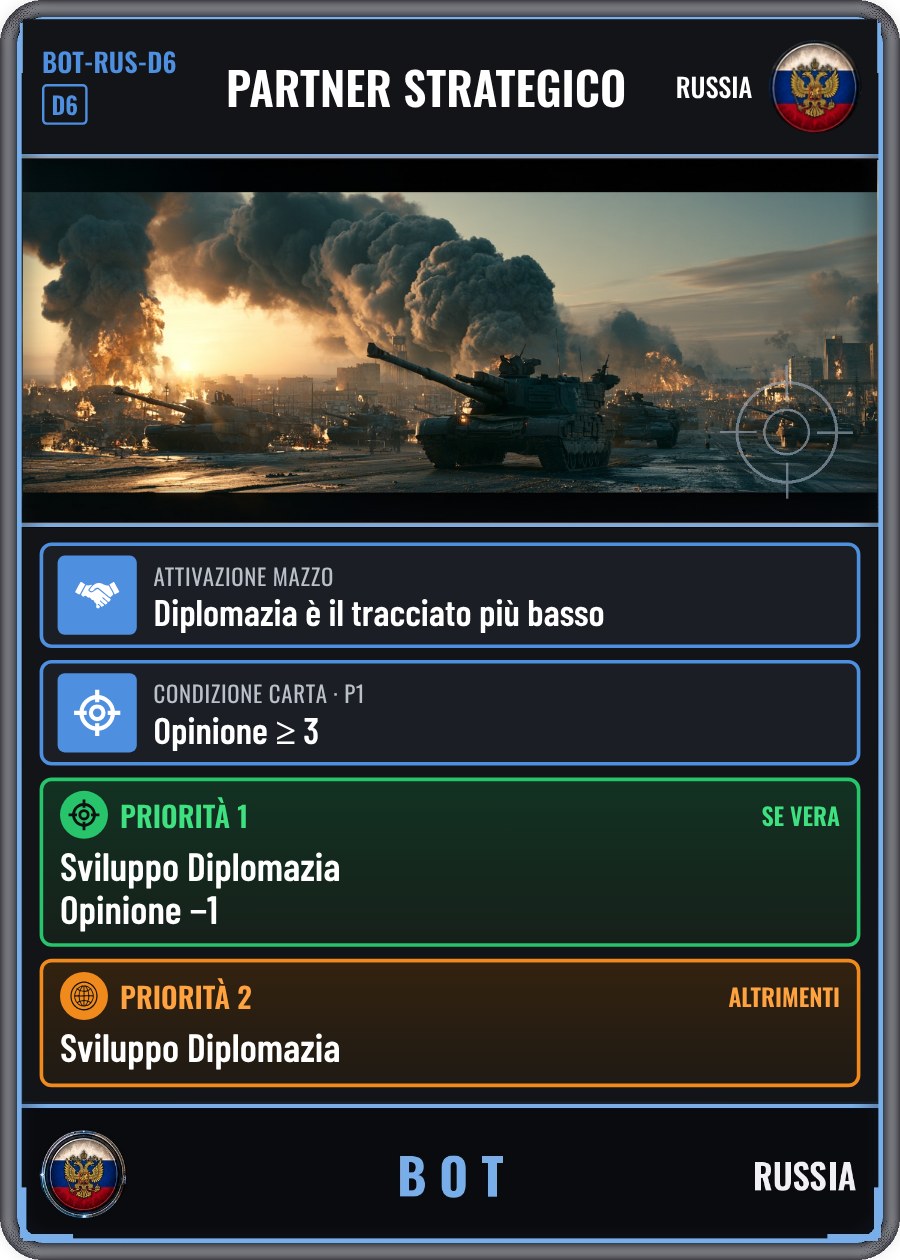 BOT-RUS-D6
D6
PARTNER STRATEGICO
RUSSIA
ATTIVAZIONE MAZZO
Diplomazia è il tracciato più basso
CONDIZIONE CARTA · P1
Opinione ≥ 3
PRIORITÀ 1
SE VERA
Sviluppo Diplomazia
Opinione −1
PRIORITÀ 2
ALTRIMENTI
Sviluppo Diplomazia
BOT
RUSSIA